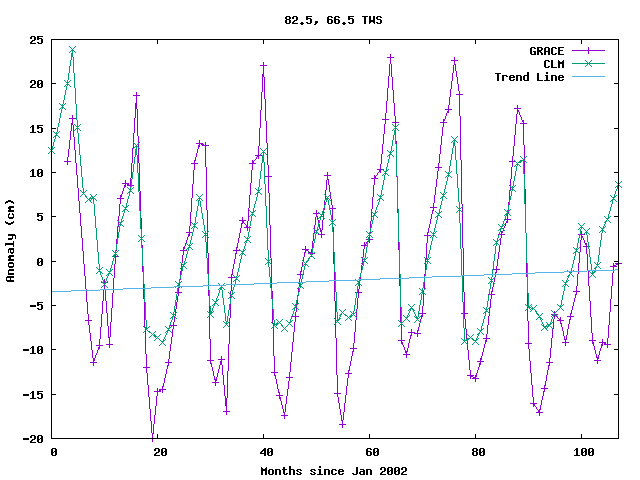 82.5, 66.5 TWS
GRACE
CLM
Trend Line
25
20
15
10
5
0
-5
-10
-15
-20
Anomaly (cm)
0 20 40 60 80 100
Months since Jan 2002